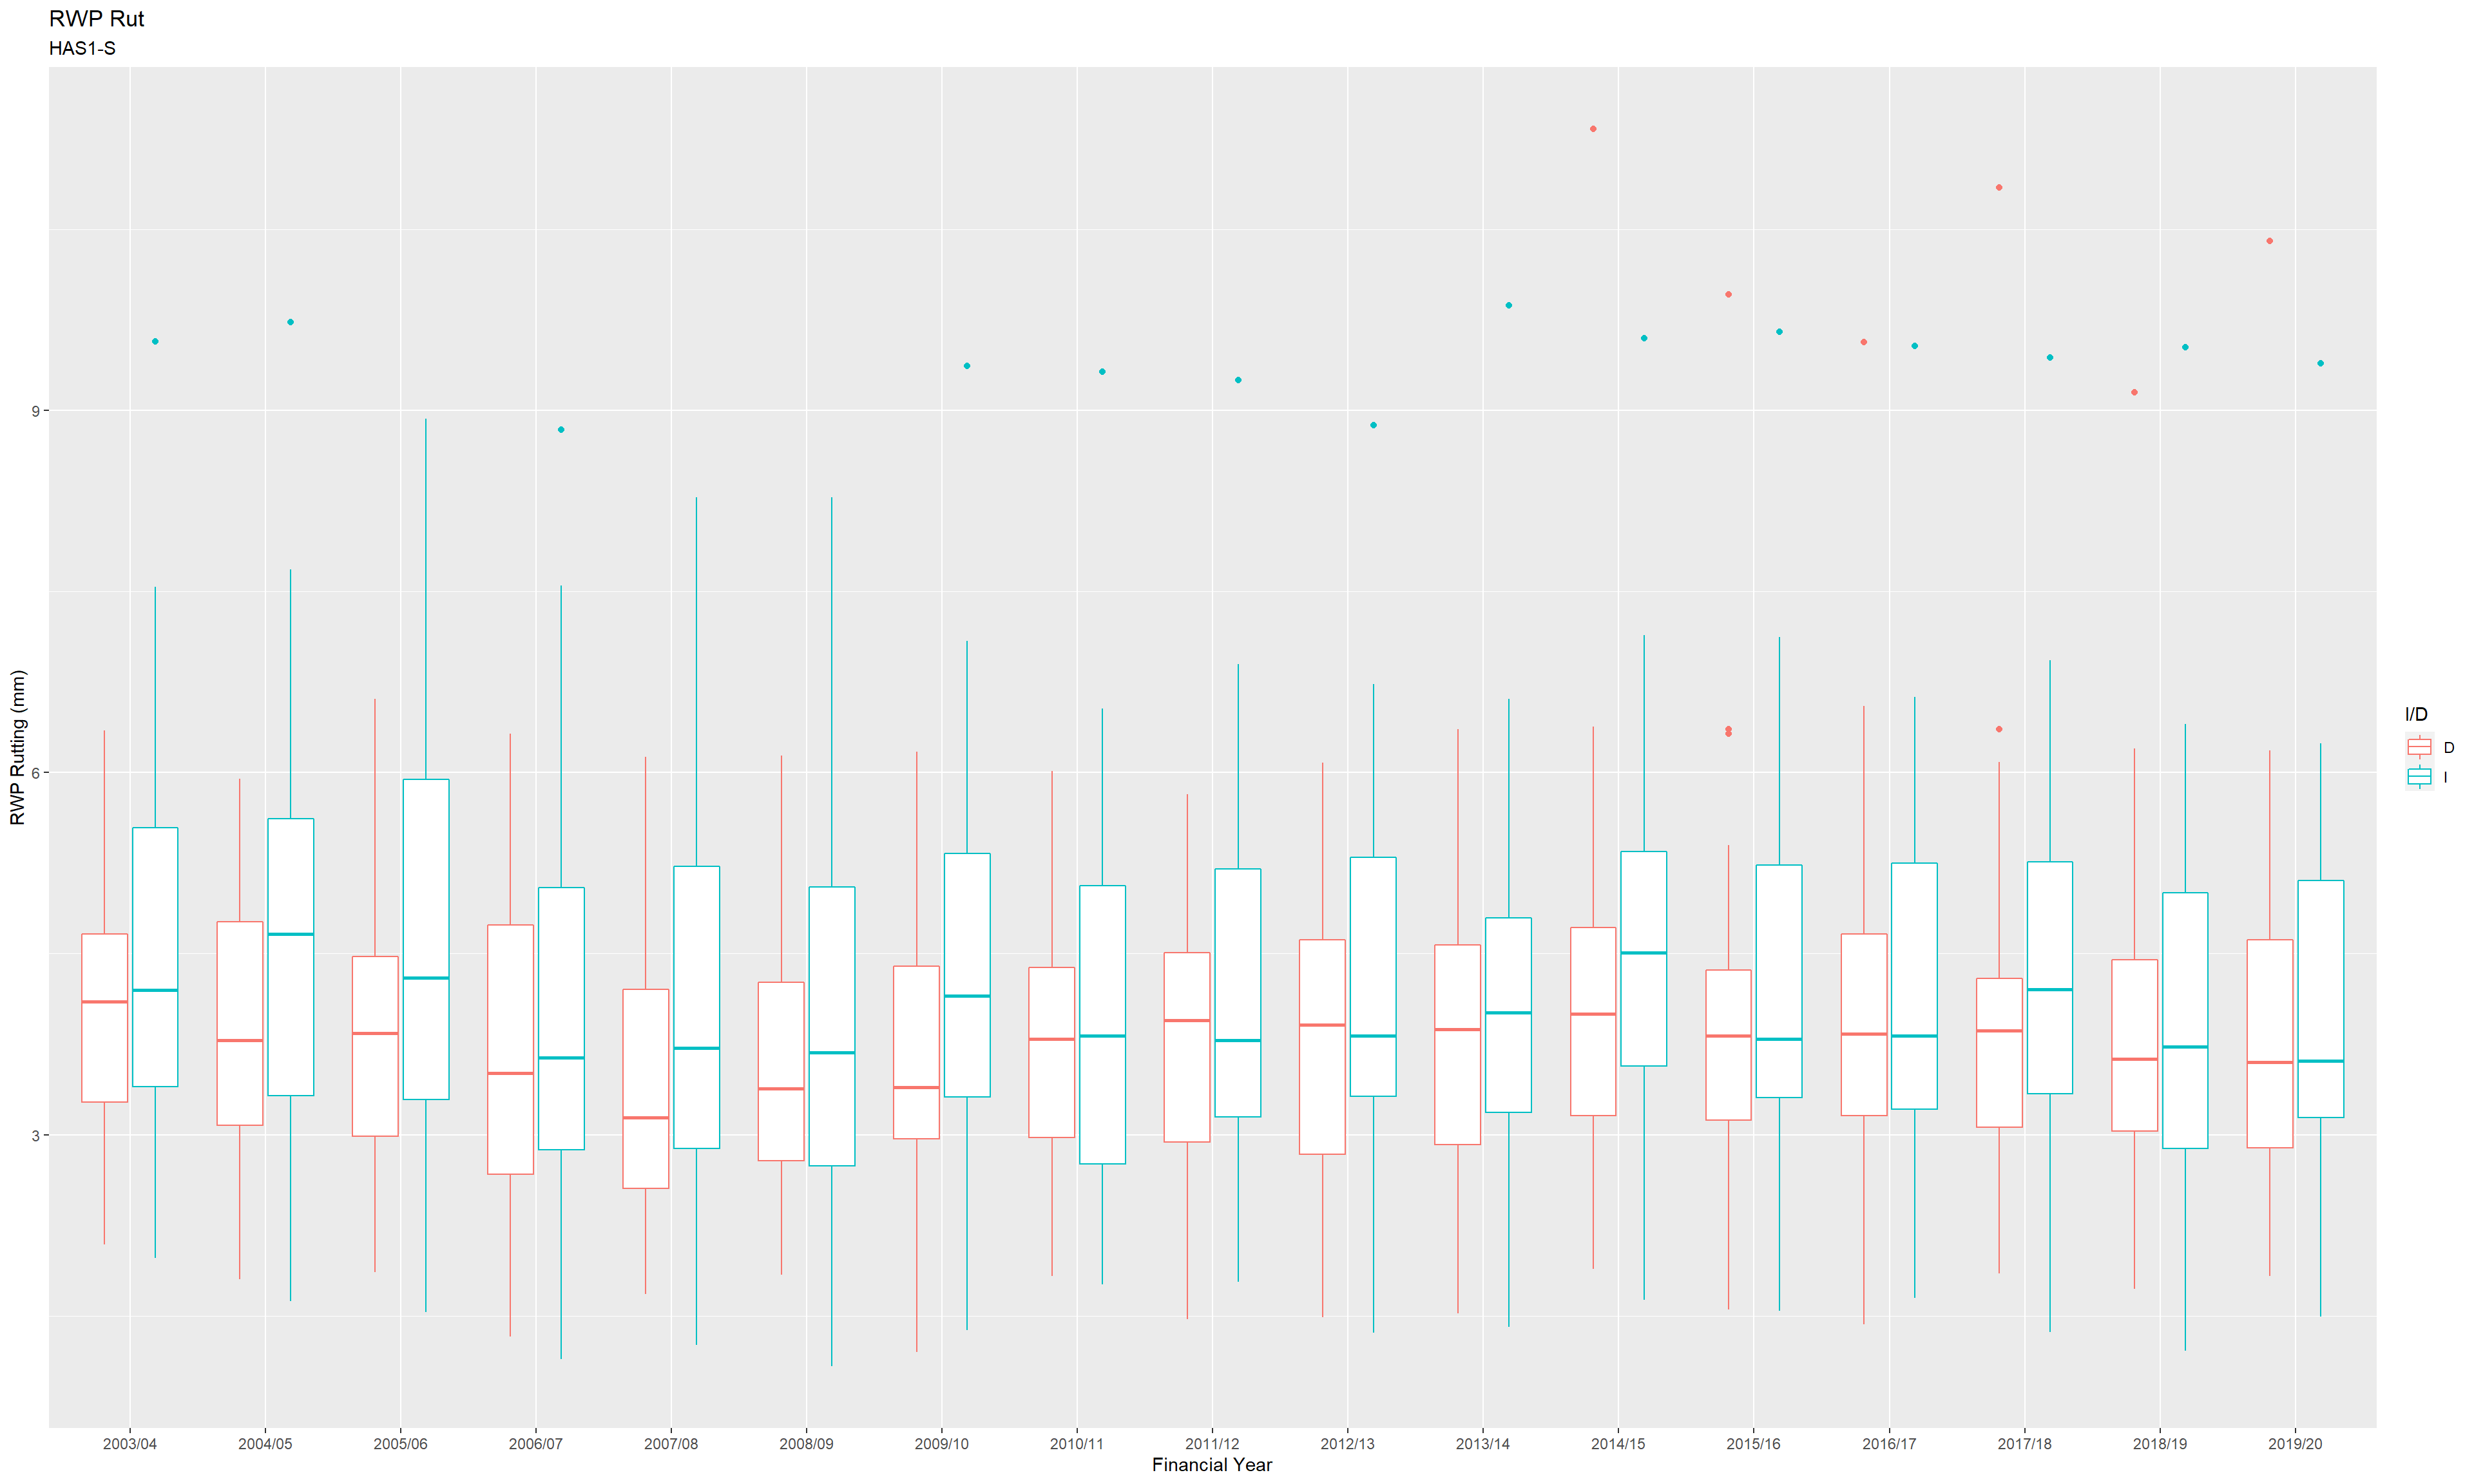 RWP Rut
HAS1-S
RWP Rutting (mm)
9
6
3
2003/04 2004/05 2005/06 2006/07 2007/08 2008/09 2009/10 2010/11 2011/12 2012/13 2013/14 2014/15 2015/16 2016/17 2017/18 2018/19 2019/20
Financial Year
I/D
D
I